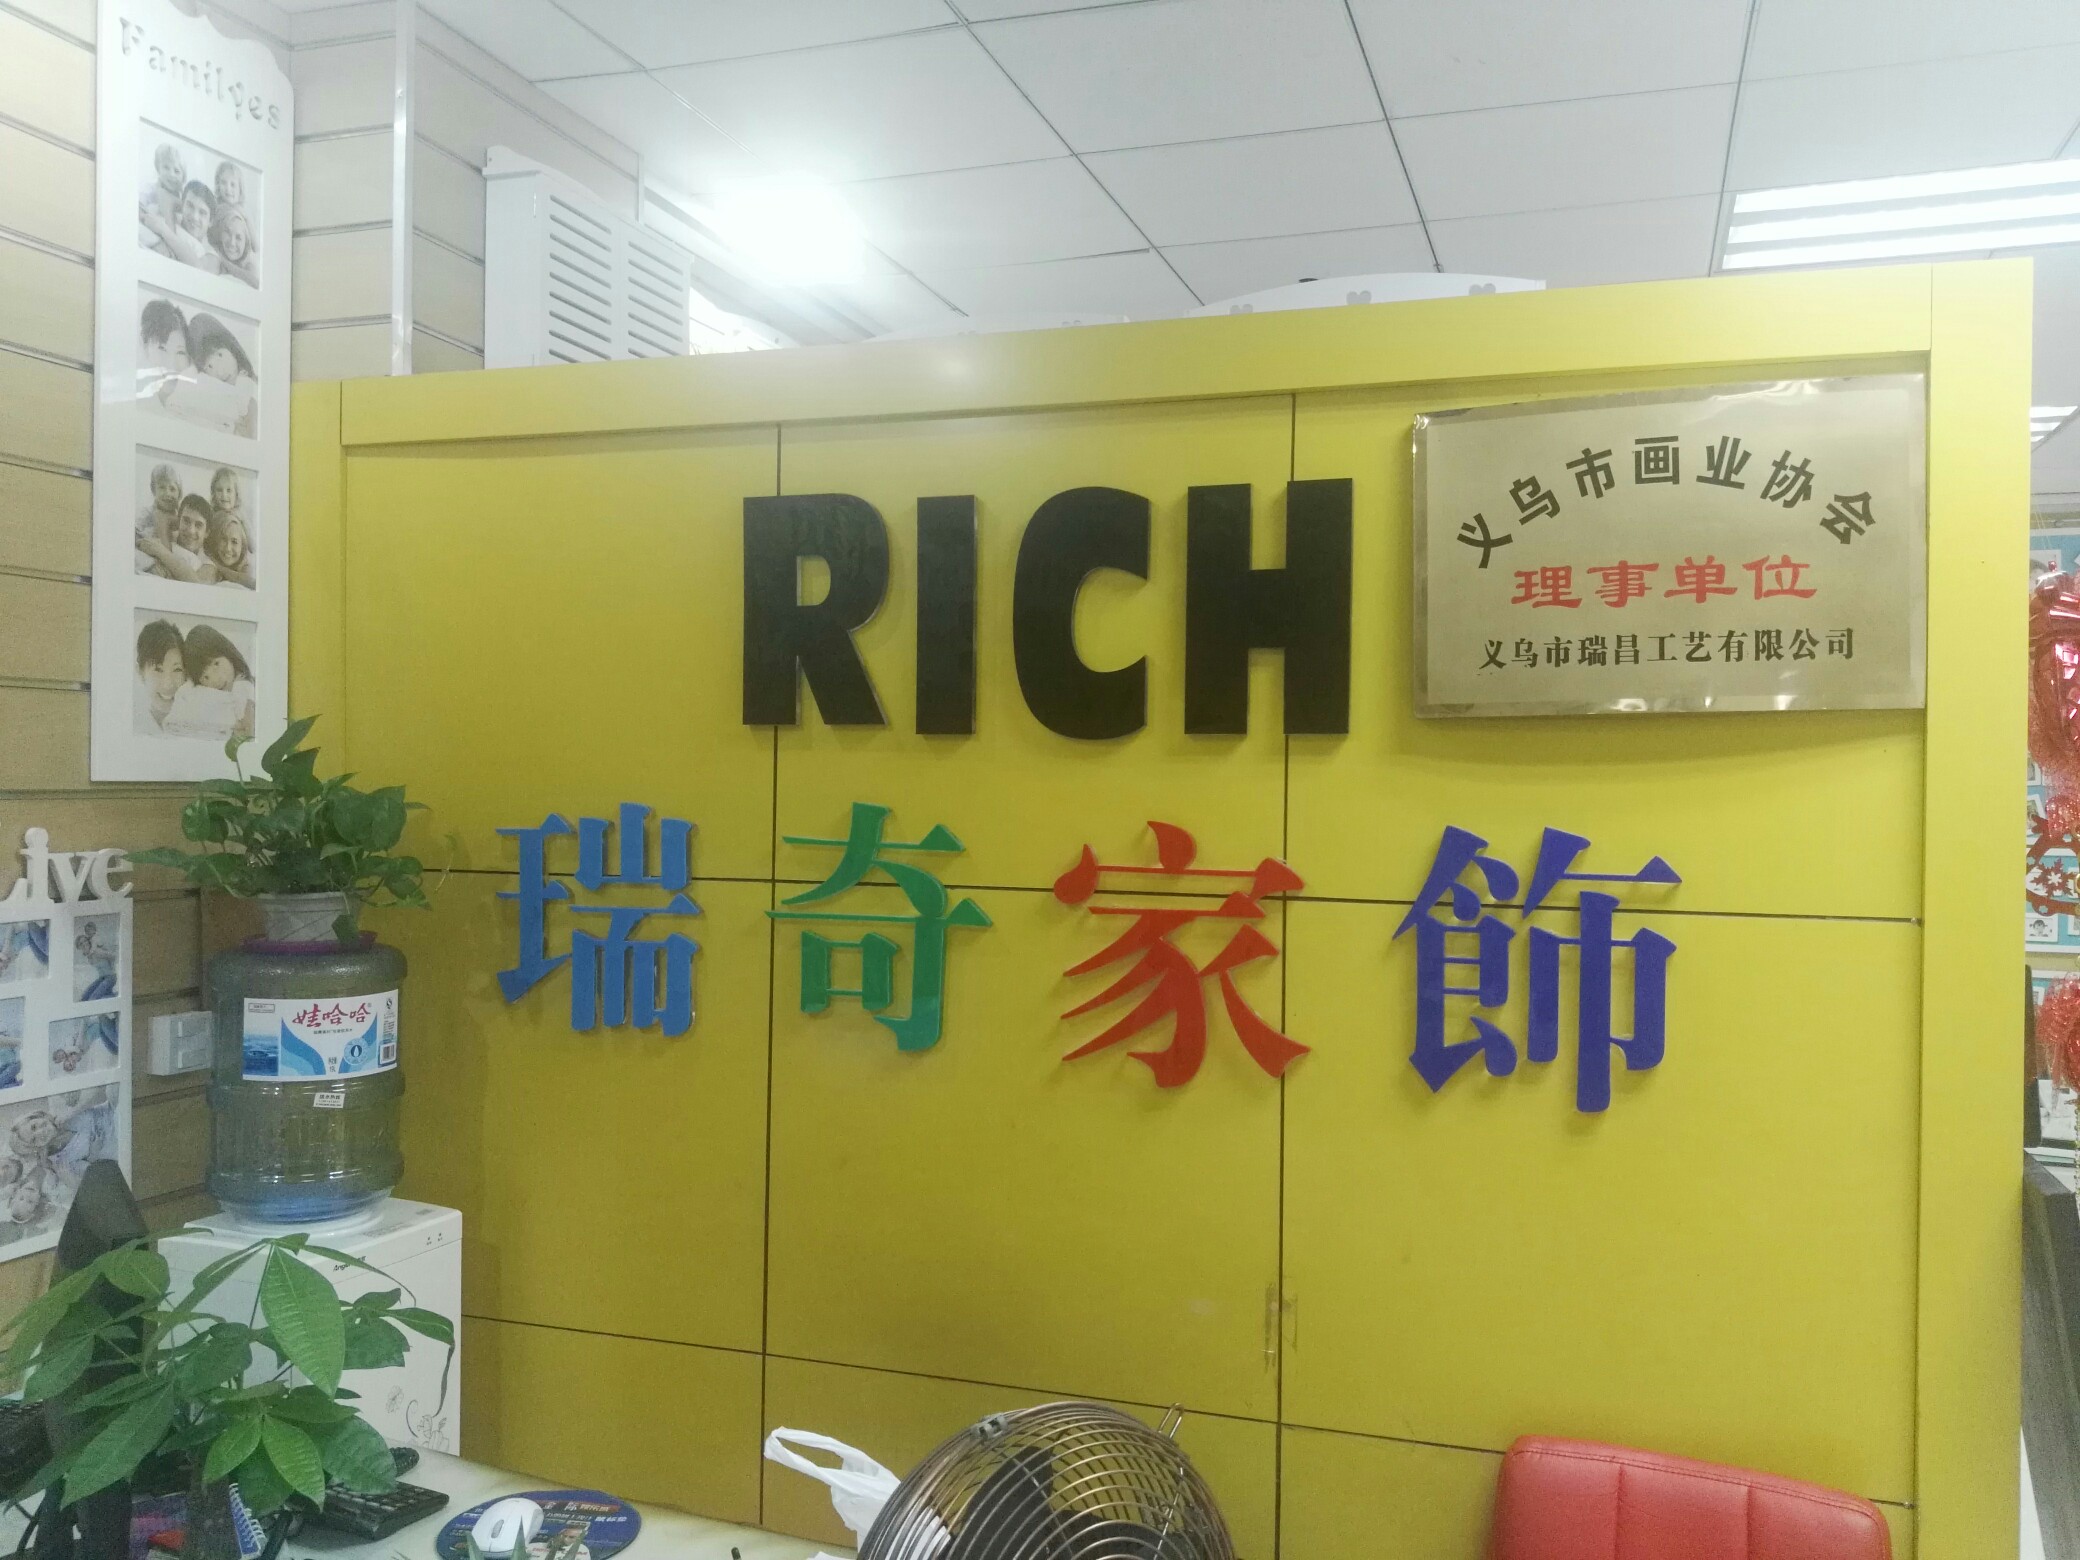 Familyes
RICH
义乌市画业协会
理事单位
义乌市瑞昌工艺有限公司
瑞奇家飾
Live
娃哈哈